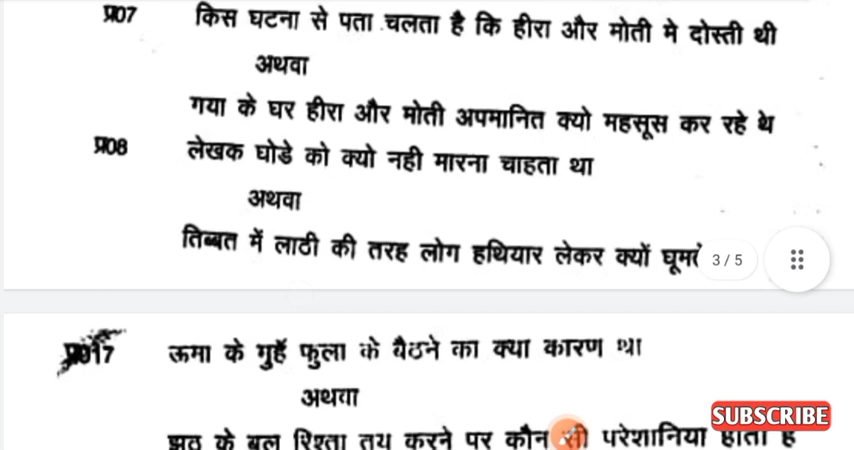 प्र07 किस घटना से पता चलता है कि हीरा और मोती मे दोस्ती थी
अथवा
गया के घर हीरा और मोती अपमानित क्यो महसूस कर रहे थे
प्र08 लेखक घोडे को क्यो नही मारना चाहता था
अथवा
तिब्बत में लाठी की तरह लोग हथियार लेकर क्यों
3/5
प्र017 ऊमा के मुहँ फुला के बैठने का क्या कारण था
अथवा
झूठ के बल रिश्ता तय करने पर कौन सी परेशानिया होती है
SUBSCRIBE